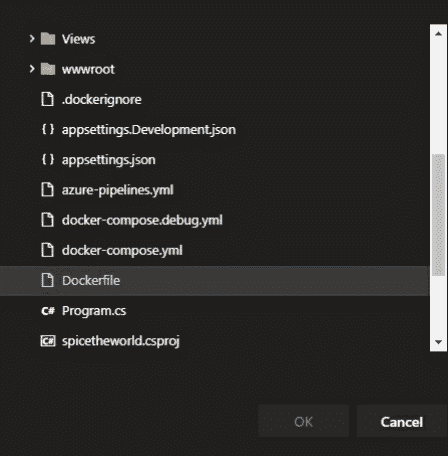 Views
wwwroot
.dockerignore
{ } appsettings.Development.json
{ } appsettings.json
azure-pipelines.yml
docker-compose.debug.yml
docker-compose.yml
Dockerfile
C# Program.cs
C# spicetheworld.csproj
OK Cancel